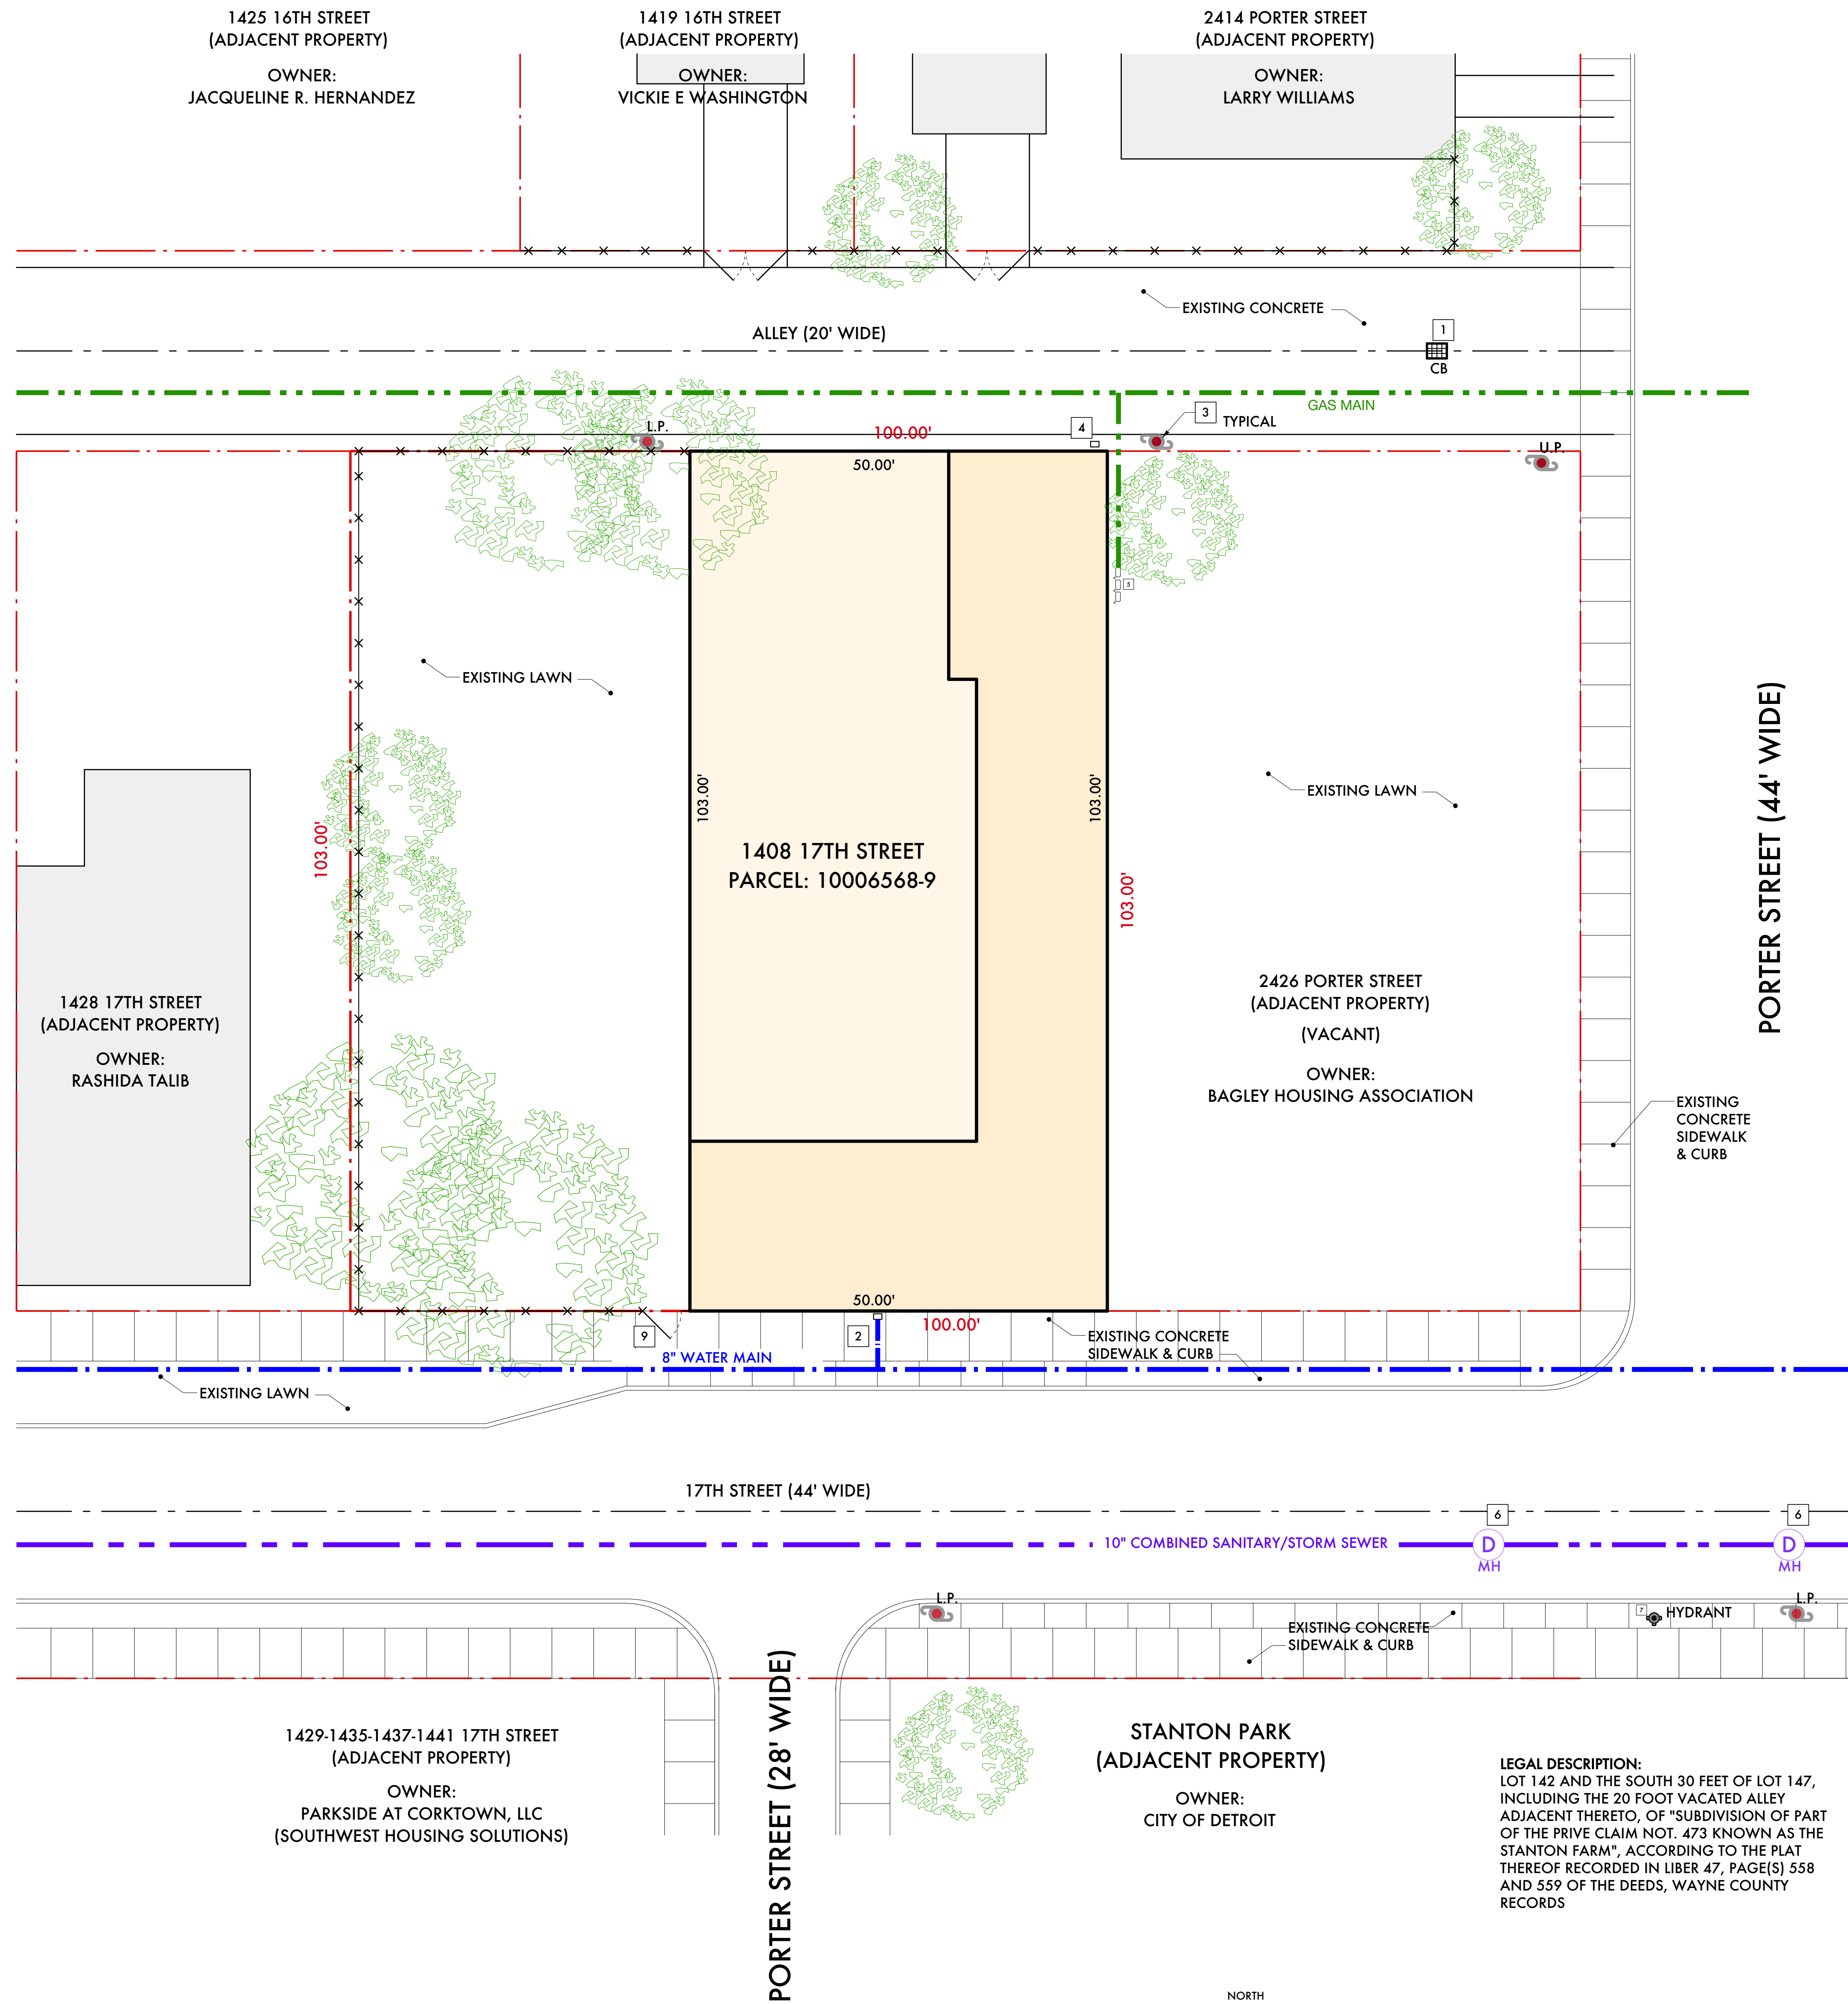 1425 16TH STREET
(ADJACENT PROPERTY)
OWNER:
JACQUELINE R. HERNANDEZ
1419 16TH STREET
(ADJACENT PROPERTY)
OWNER:
VICKIE E WASHINGTON
2414 PORTER STREET
(ADJACENT PROPERTY)
OWNER:
LARRY WILLIAMS
EXISTING CONCRETE
ALLEY (20' WIDE)
1
CB
GAS MAIN
3
TYPICAL
4
L.P.
100.00'
U.P.
50.00'
5
EXISTING LAWN
103.00'
103.00'
103.00'
103.00'
EXISTING LAWN
1408 17TH STREET
PARCEL: 10006568-9
PORTER STREET (44' WIDE)
1428 17TH STREET
(ADJACENT PROPERTY)
OWNER:
RASHIDA TALIB
2426 PORTER STREET
(ADJACENT PROPERTY)
(VACANT)
OWNER:
BAGLEY HOUSING ASSOCIATION
EXISTING
CONCRETE
SIDEWALK
& CURB
50.00'
100.00'
9
2
EXISTING CONCRETE
SIDEWALK & CURB
8" WATER MAIN
EXISTING LAWN
17TH STREET (44' WIDE)
6
6
10" COMBINED SANITARY/STORM SEWER
D
MH
D
MH
L.P.
EXISTING CONCRETE
SIDEWALK & CURB
7
HYDRANT
L.P.
PORTER STREET (28' WIDE)
1429-1435-1437-1441 17TH STREET
(ADJACENT PROPERTY)
OWNER:
PARKSIDE AT CORKTOWN, LLC
(SOUTHWEST HOUSING SOLUTIONS)
STANTON PARK
(ADJACENT PROPERTY)
OWNER:
CITY OF DETROIT
LEGAL DESCRIPTION:
LOT 142 AND THE SOUTH 30 FEET OF LOT 147,
INCLUDING THE 20 FOOT VACATED ALLEY
ADJACENT THERETO, OF "SUBDIVISION OF PART
OF THE PRIVE CLAIM NOT. 473 KNOWN AS THE
STANTON FARM", ACCORDING TO THE PLAT
THEREOF RECORDED IN LIBER 47, PAGE(S) 558
AND 559 OF THE DEEDS, WAYNE COUNTY
RECORDS
NORTH